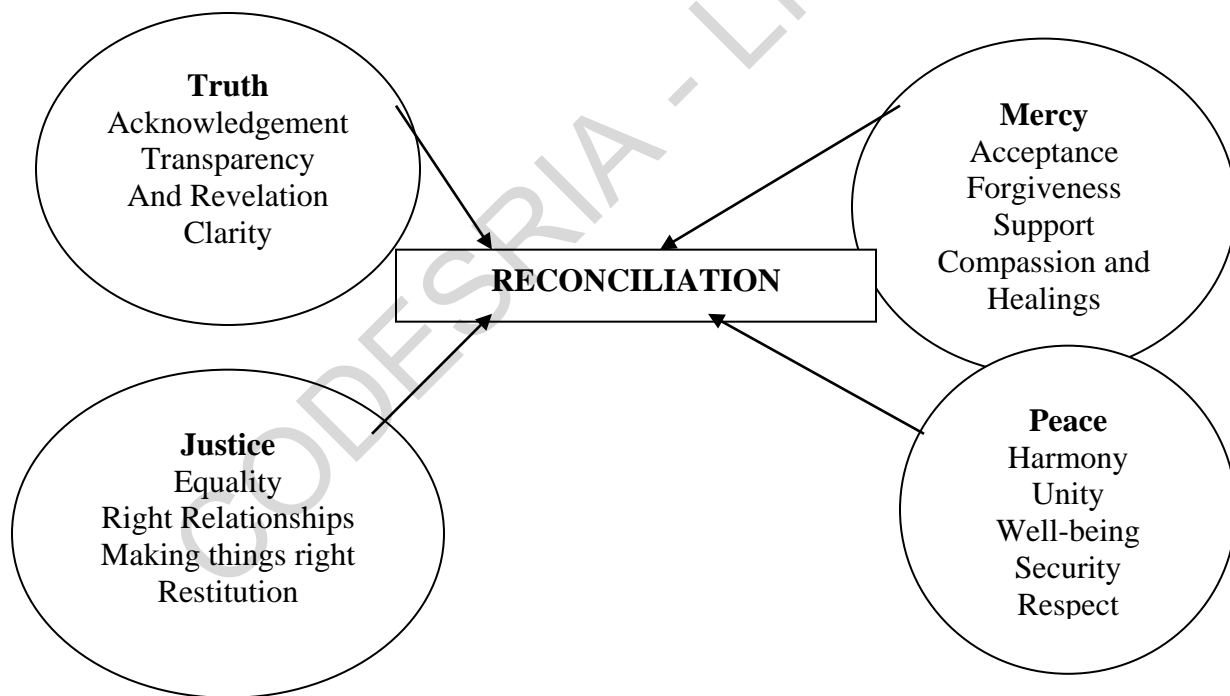 Truth
Acknowledgement
Transparency
And Revelation
Clarity
Mercy
Acceptance
Forgiveness
Support
Compassion and
Healings
RECONCILIATION
Justice
Equality
Right Relationships
Making things right
Restitution
Peace
Harmony
Unity
Well-being
Security
Respect
CODESRIA - LI